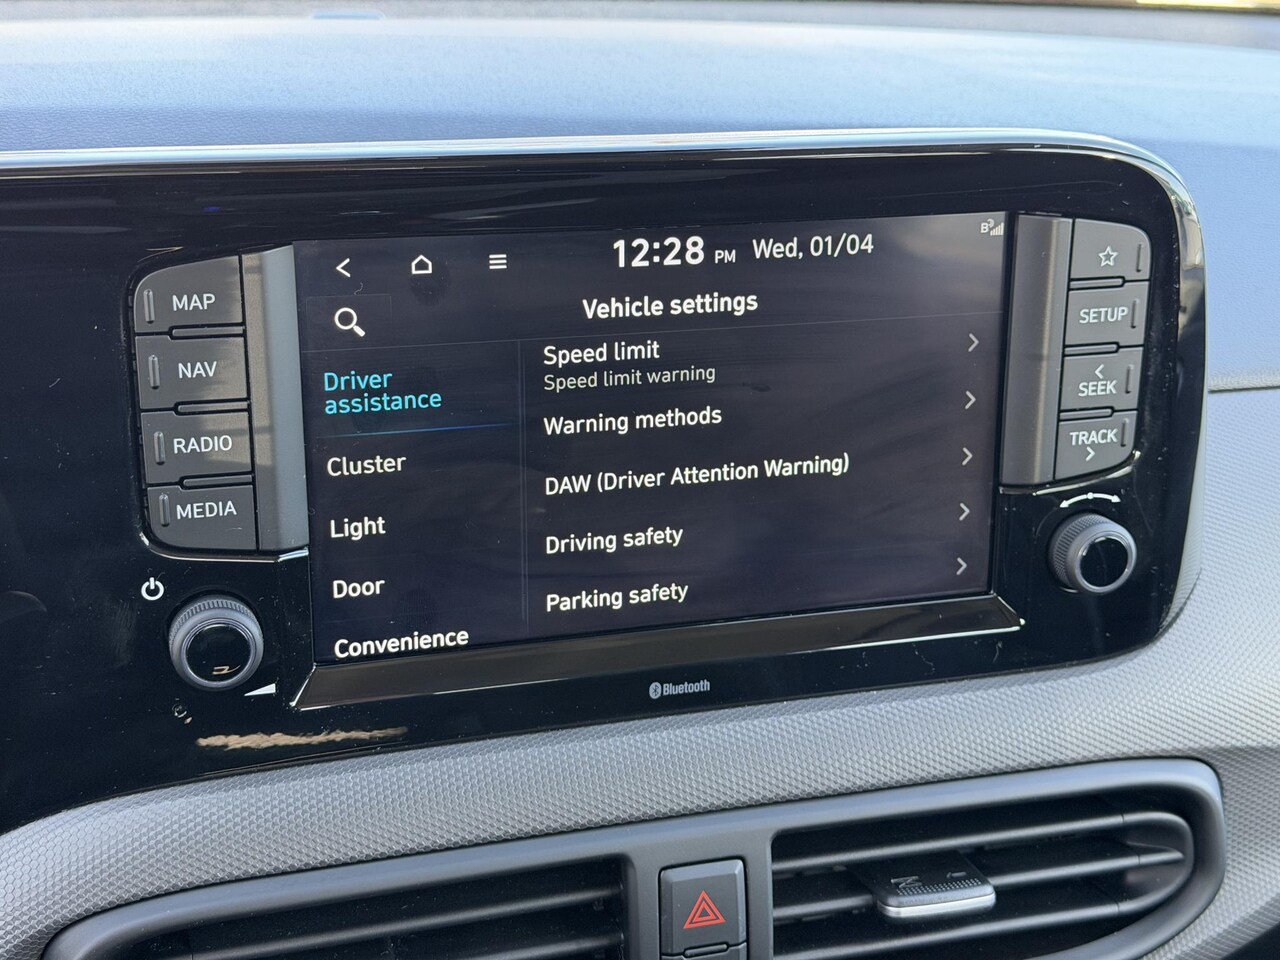 12:28 PM Wed, 01/04
B
Vehicle settings
Driver
assistance
Cluster
Light
Door
Convenience
Speed limit
Speed limit warning
Warning methods
DAW (Driver Attention Warning)
Driving safety
Parking safety
MAP
NAV
RADIO
MEDIA
SETUP
SEEK
TRACK
Bluetooth